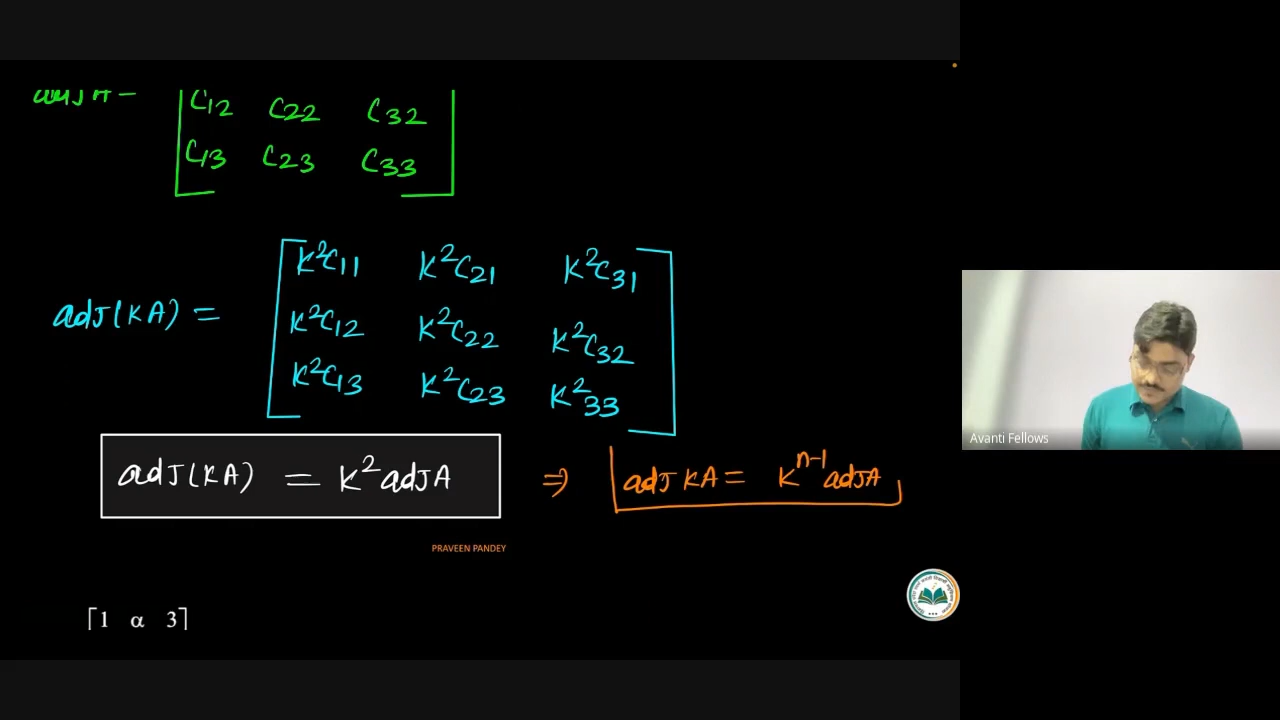 adj A =
C12 C22 C32
C13 C23 C33
K²C11 K²C21 K²C31
adj(KA) =
K²C12 K²C22 K²C32
K²C13 K²C23 K²33
adj(KA) = K² adjA ⇒ adj KA = K^(n-1) adjA
PRAVEEN PANDEY
[1 α 3]
Avanti Fellows